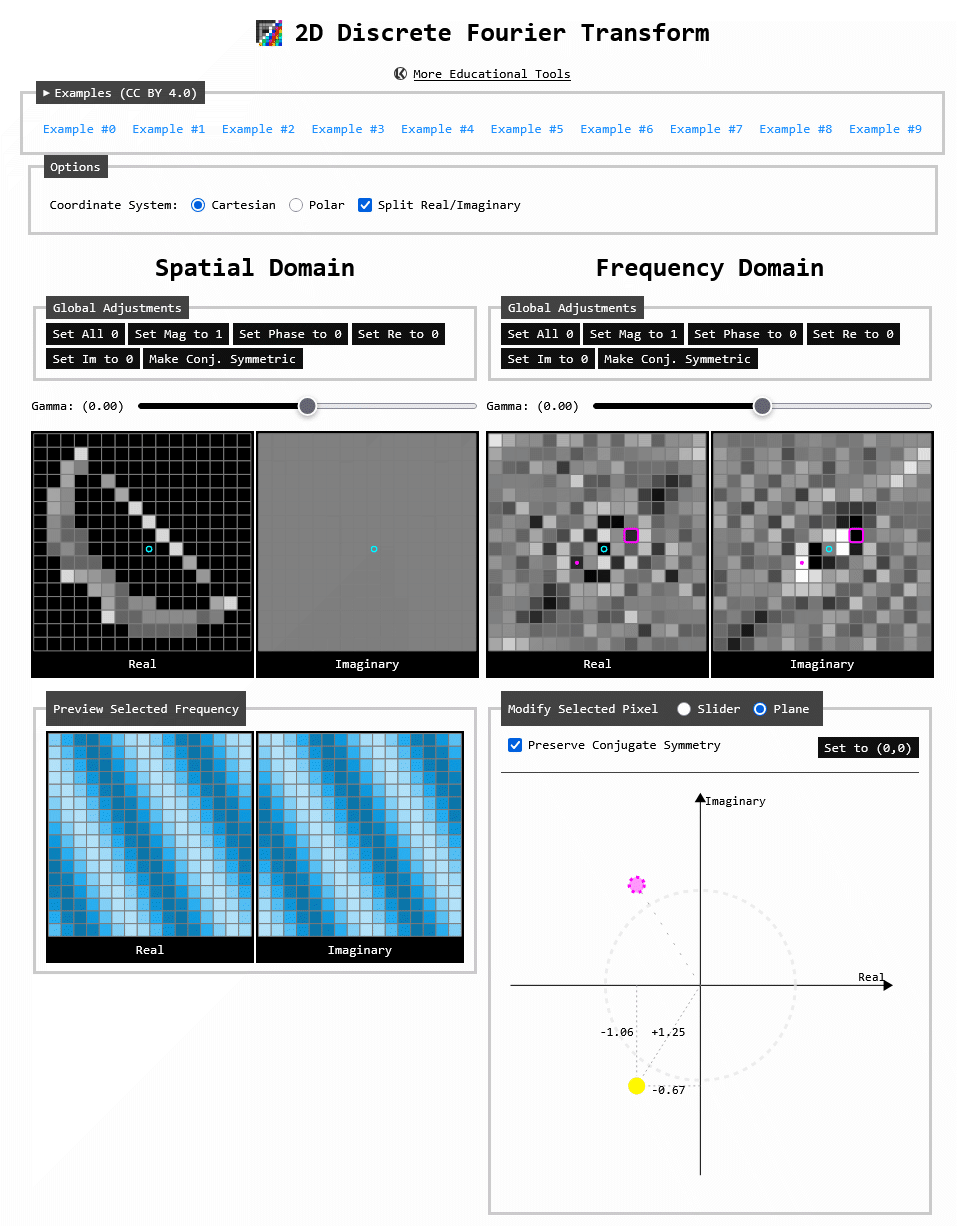 2D Discrete Fourier Transform
More Educational Tools
▶ Examples (CC BY 4.0)
Example #0 Example #1 Example #2 Example #3 Example #4 Example #5 Example #6 Example #7 Example #8 Example #9
Options
Coordinate System: Cartesian Polar Split Real/Imaginary
Spatial Domain
Global Adjustments
Set All 0 Set Mag to 1 Set Phase to 0 Set Re to 0
Set Im to 0 Make Conj. Symmetric
Gamma: (0.00)
Real
Imaginary
Preview Selected Frequency
Real
Imaginary
Frequency Domain
Global Adjustments
Set All 0 Set Mag to 1 Set Phase to 0 Set Re to 0
Set Im to 0 Make Conj. Symmetric
Gamma: (0.00)
Real
Imaginary
Modify Selected Pixel Slider Plane
Preserve Conjugate Symmetry
Set to (0,0)
Imaginary
Real
-1.06 +1.25
-0.67